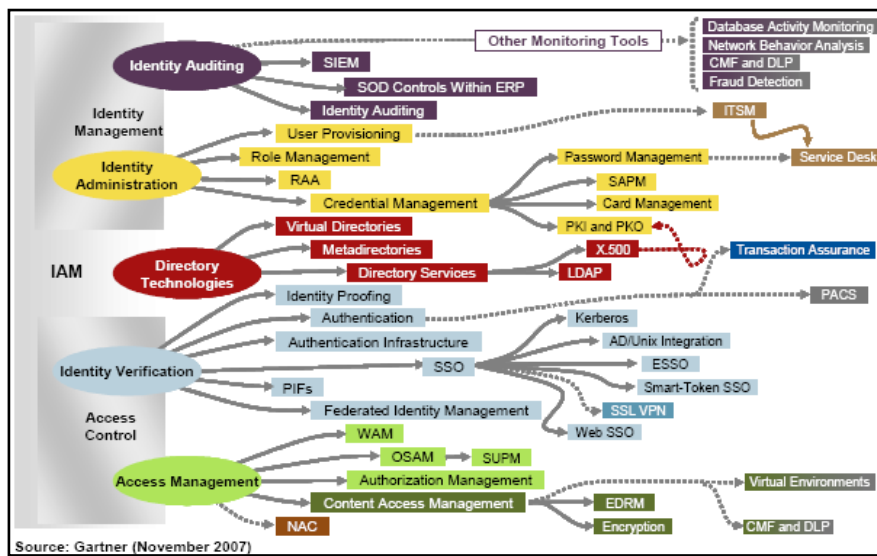 Other Monitoring Tools
Database Activity Monitoring
Network Behavior Analysis
CMF and DLP
Fraud Detection
Identity Auditing
SIEM
SOD Controls Within ERP
Identity Auditing
Identity
Management
User Provisioning
ITSM
Role Management
Password Management
Service Desk
Identity
Administration
RAA
SAPM
Credential Management
Card Management
PKI and PKO
Virtual Directories
Metadirectories
X.500
Transaction Assurance
IAM
Directory
Technologies
Directory Services
LDAP
Identity Proofing
PACS
Authentication
Kerberos
Authentication Infrastructure
AD/Unix Integration
Identity Verification
SSO
ESSO
PIFs
Smart-Token SSO
Federated Identity Management
SSL VPN
Access
Control
WAM
Web SSO
OSAM
SUPM
Access Management
Authorization Management
Virtual Environments
Content Access Management
EDRM
NAC
Encryption
CMF and DLP
Source: Gartner (November 2007)